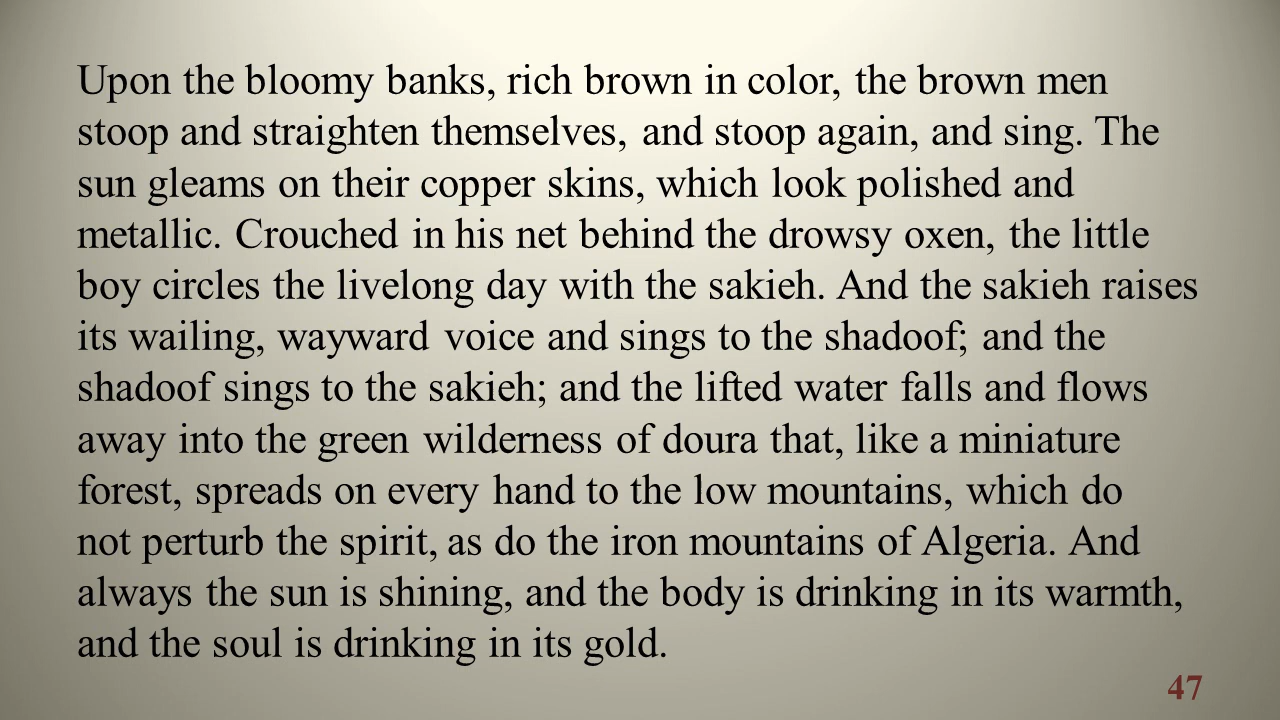 Upon the bloomy banks, rich brown in color, the brown men
stoop and straighten themselves, and stoop again, and sing. The
sun gleams on their copper skins, which look polished and
metallic. Crouched in his net behind the drowsy oxen, the little
boy circles the livelong day with the sakieh. And the sakieh raises
its wailing, wayward voice and sings to the shadoof; and the
shadoof sings to the sakieh; and the lifted water falls and flows
away into the green wilderness of doura that, like a miniature
forest, spreads on every hand to the low mountains, which do
not perturb the spirit, as do the iron mountains of Algeria. And
always the sun is shining, and the body is drinking in its warmth,
and the soul is drinking in its gold.
47